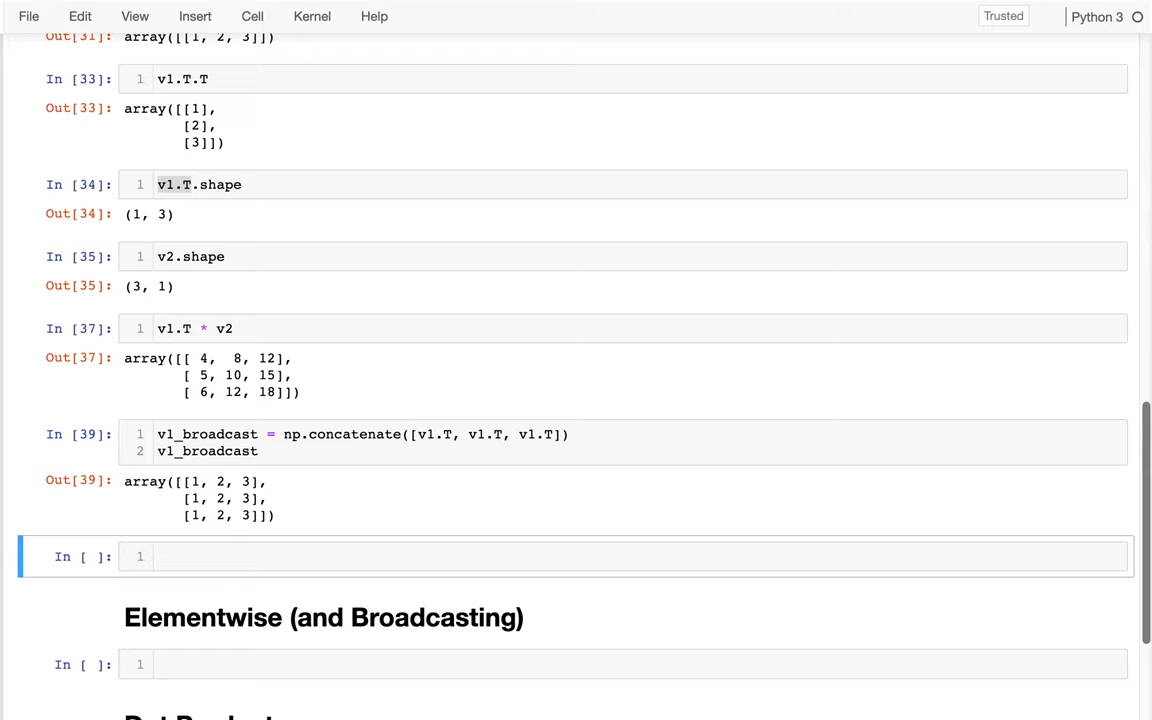 File Edit View Insert Cell Kernel Help Trusted Python 3
Out[31]: array([[1, 2, 3]])
In [33]: 1 v1.T.T
Out[33]: array([[1],
[2],
[3]])
In [34]: 1 v1.T.shape
Out[34]: (1, 3)
In [35]: 1 v2.shape
Out[35]: (3, 1)
In [37]: 1 v1.T * v2
Out[37]: array([[ 4, 8, 12],
[ 5, 10, 15],
[ 6, 12, 18]])
In [39]: 1 v1_broadcast = np.concatenate([v1.T, v1.T, v1.T])
2 v1_broadcast
Out[39]: array([[1, 2, 3],
[1, 2, 3],
[1, 2, 3]])
In [ ]: 1
Elementwise (and Broadcasting)
In [ ]: 1